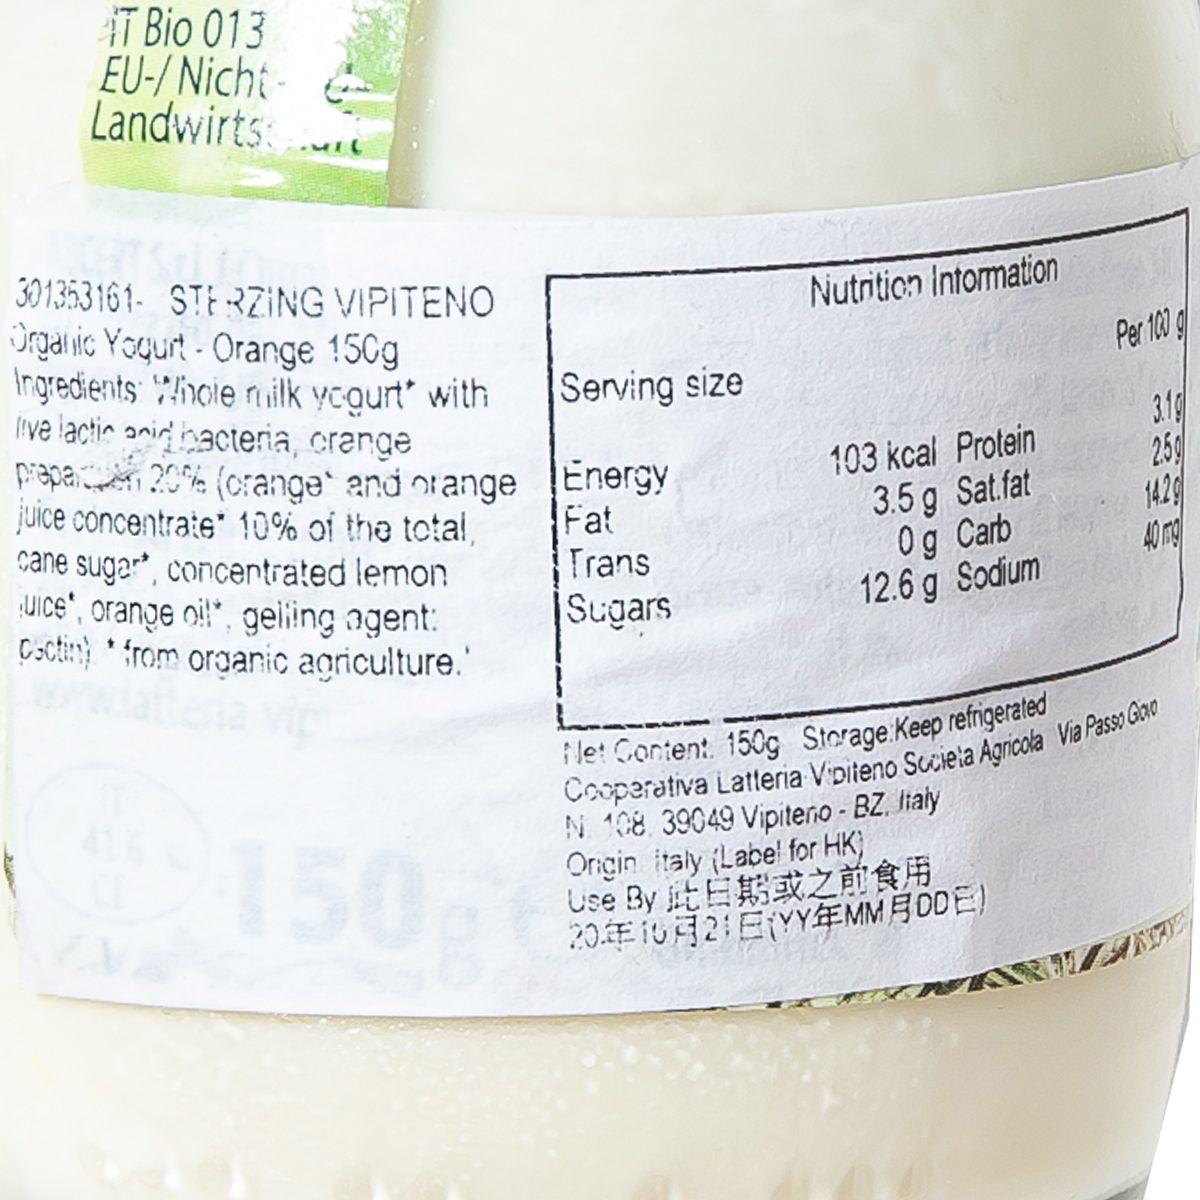 IT Bio 013
EU-/ Nicht-
301353161- STERZING VIPITENO
Organic Yogurt - Orange 150g
Ingredients: Whole milk yogurt* with
live lactic acid bacteria, orange
preparation 20% (orange* and orange
juice concentrate* 10% of the total,
cane sugar*, concentrated lemon
juice*, orange oil*, gelling agent:
pectin) * from organic agriculture.
Nutrition Information
Per 100 g
Serving size
Energy 103 kcal Protein 3.1g
Fat 3.5 g Sat.fat 2.5g
Trans 0 g Carb 14.2g
Sugars 12.6 g Sodium 40 mg
Net Content: 150g Storage:Keep refrigerated
Cooperativa Latteria Vipiteno Societa Agricola Via Passo Giovo
N. 108, 39049 Vipiteno - BZ, Italy
Origin: Italy (Label for HK)
Use By 此日期或之前食用
20年10月21日(YY年MM月DD日)
150g